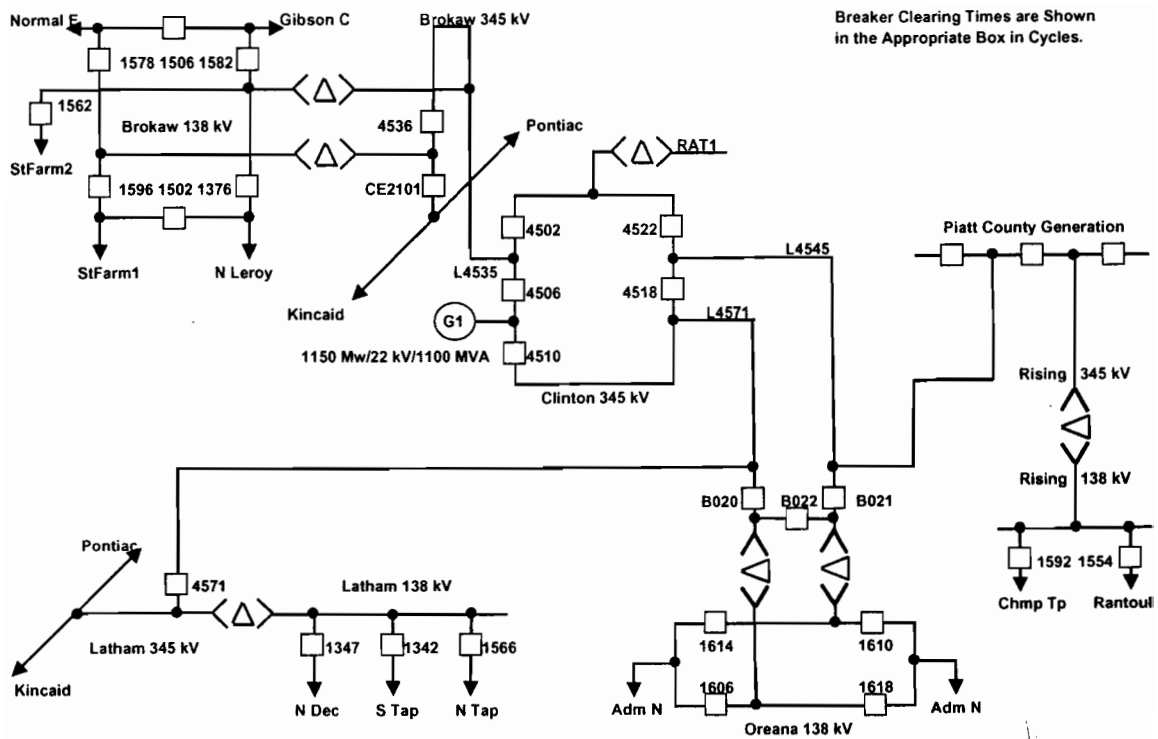 Normal E
Gibson C
Brokaw 345 kV
Breaker Clearing Times are Shown
in the Appropriate Box in Cycles.
1578 1506 1582
1562
Brokaw 138 kV
4536
Pontiac
RAT1
StFarm2
1596 1502 1376
CE2101
4502
4522
Piatt County Generation
StFarm1
N Leroy
L4535
L4545
4506
4518
Kincaid
G1
L4571
1150 Mw/22 kV/1100 MVA
4510
Clinton 345 kV
Rising
345 kV
B020
B022
B021
Rising
138 kV
Pontiac
4571
Latham 138 kV
1592 1554
Chmp Tp
Rantoull
Latham 345 kV
1347
1342
1566
1614
1610
Kincaid
N Dec
S Tap
N Tap
Adm N
1606
1618
Adm N
Oreana 138 kV